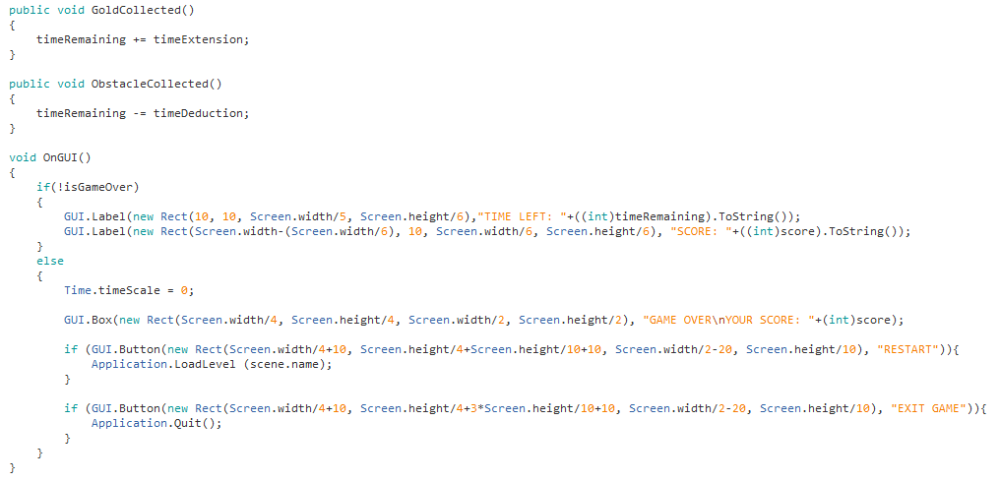 public void GoldCollected()
{
    timeRemaining += timeExtension;
}

public void ObstacleCollected()
{
    timeRemaining -= timeDeduction;
}

void OnGUI()
{
    if(!isGameOver)
    {
        GUI.Label(new Rect(10, 10, Screen.width/5, Screen.height/6),"TIME LEFT: "+((int)timeRemaining).ToString());
        GUI.Label(new Rect(Screen.width-(Screen.width/6), 10, Screen.width/6, Screen.height/6), "SCORE: "+((int)score).ToString());
    }
    else
    {
        Time.timeScale = 0;

        GUI.Box(new Rect(Screen.width/4, Screen.height/4, Screen.width/2, Screen.height/2), "GAME OVER\nYOUR SCORE: "+(int)score);

        if (GUI.Button(new Rect(Screen.width/4+10, Screen.height/4+Screen.height/10+10, Screen.width/2-20, Screen.height/10), "RESTART")){
            Application.LoadLevel (scene.name);
        }

        if (GUI.Button(new Rect(Screen.width/4+10, Screen.height/4+3*Screen.height/10+10, Screen.width/2-20, Screen.height/10), "EXIT GAME")){
            Application.Quit();
        }
    }
}